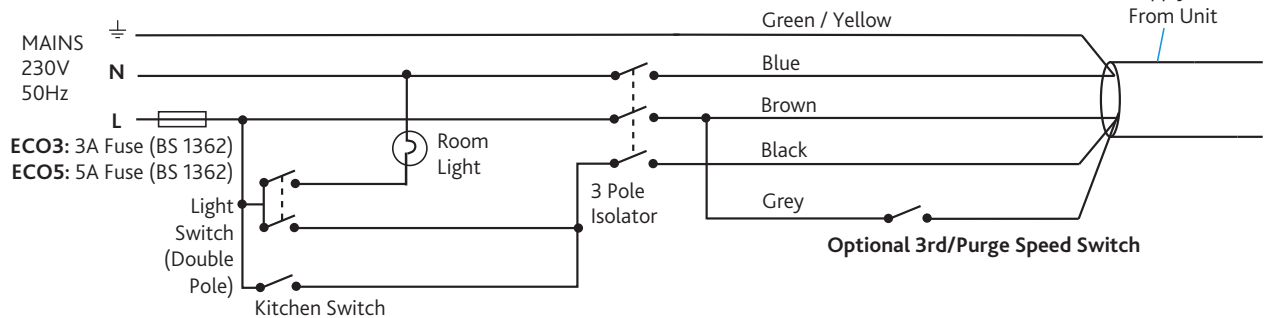 From Unit
Green / Yellow
MAINS
230V
50Hz
N
Blue
L
Brown
ECO3: 3A Fuse (BS 1362)
ECO5: 5A Fuse (BS 1362)
Room
Light
Black
3 Pole
Isolator
Light
Switch
(Double
Pole)
Grey
Optional 3rd/Purge Speed Switch
Kitchen Switch